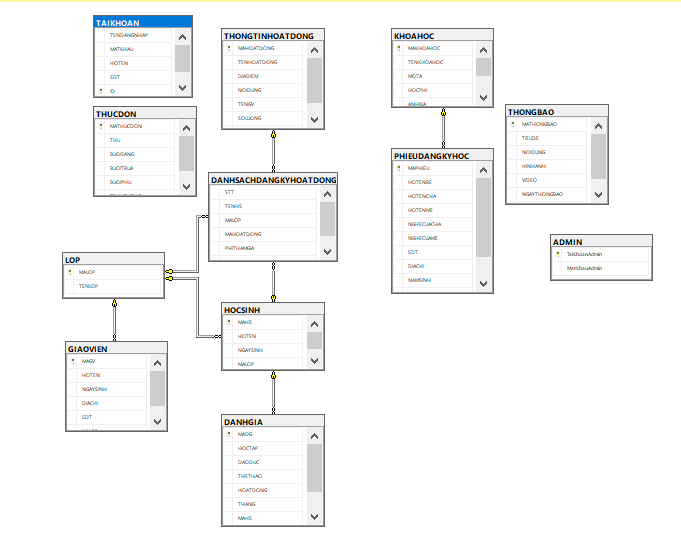 TAIKHOAN
TENDANGNHAP
MATKHAU
HOTEN
SDT
ID
THONGTINHOATDONG
MAHOATDONG
TENHOATDONG
DIADIEM
NOIDUNG
TENGV
SOLUONG
KHOAHOC
MAKHOAHOC
TENKHOAHOC
MOTA
HOCPHI
ANHBIA
THUCDON
MATHUCDON
THU
BUOISANG
BUOITRUA
BUOIPHU
THONGBAO
MATHONGBAO
TIEUDE
NOIDUNG
HINHANH
VIDEO
NGAYTHONGBAO
PHIEUDANGKYHOC
MAPHIEU
HOTENBE
HOTENCHA
HOTENME
NGHECUACHA
NGHECUAME
SDT
DIACHI
NAMSINH
DANHSACHDANGKYHOATDONG
STT
TENHS
MALOP
MAHOATDONG
PHITHAMGIA
ADMIN
TaiKhoanAdmin
MatKhauAdmin
LOP
MALOP
TENLOP
HOCSINH
MAHS
HOTEN
NGAYSINH
MALOP
GIAOVIEN
MAGV
HOTEN
NGAYSINH
DIACHI
SDT
DANHGIA
MADG
HOCTAP
DAODUC
THETHAO
HOATDONG
THANG
MAHS